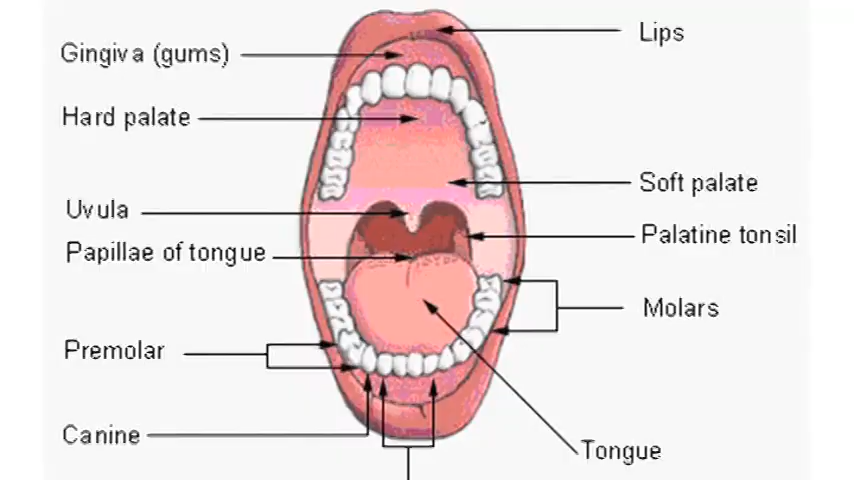 Lips
Gingiva (gums)
Hard palate
Soft palate
Uvula
Palatine tonsil
Papillae of tongue
Molars
Premolar
Canine
Tongue